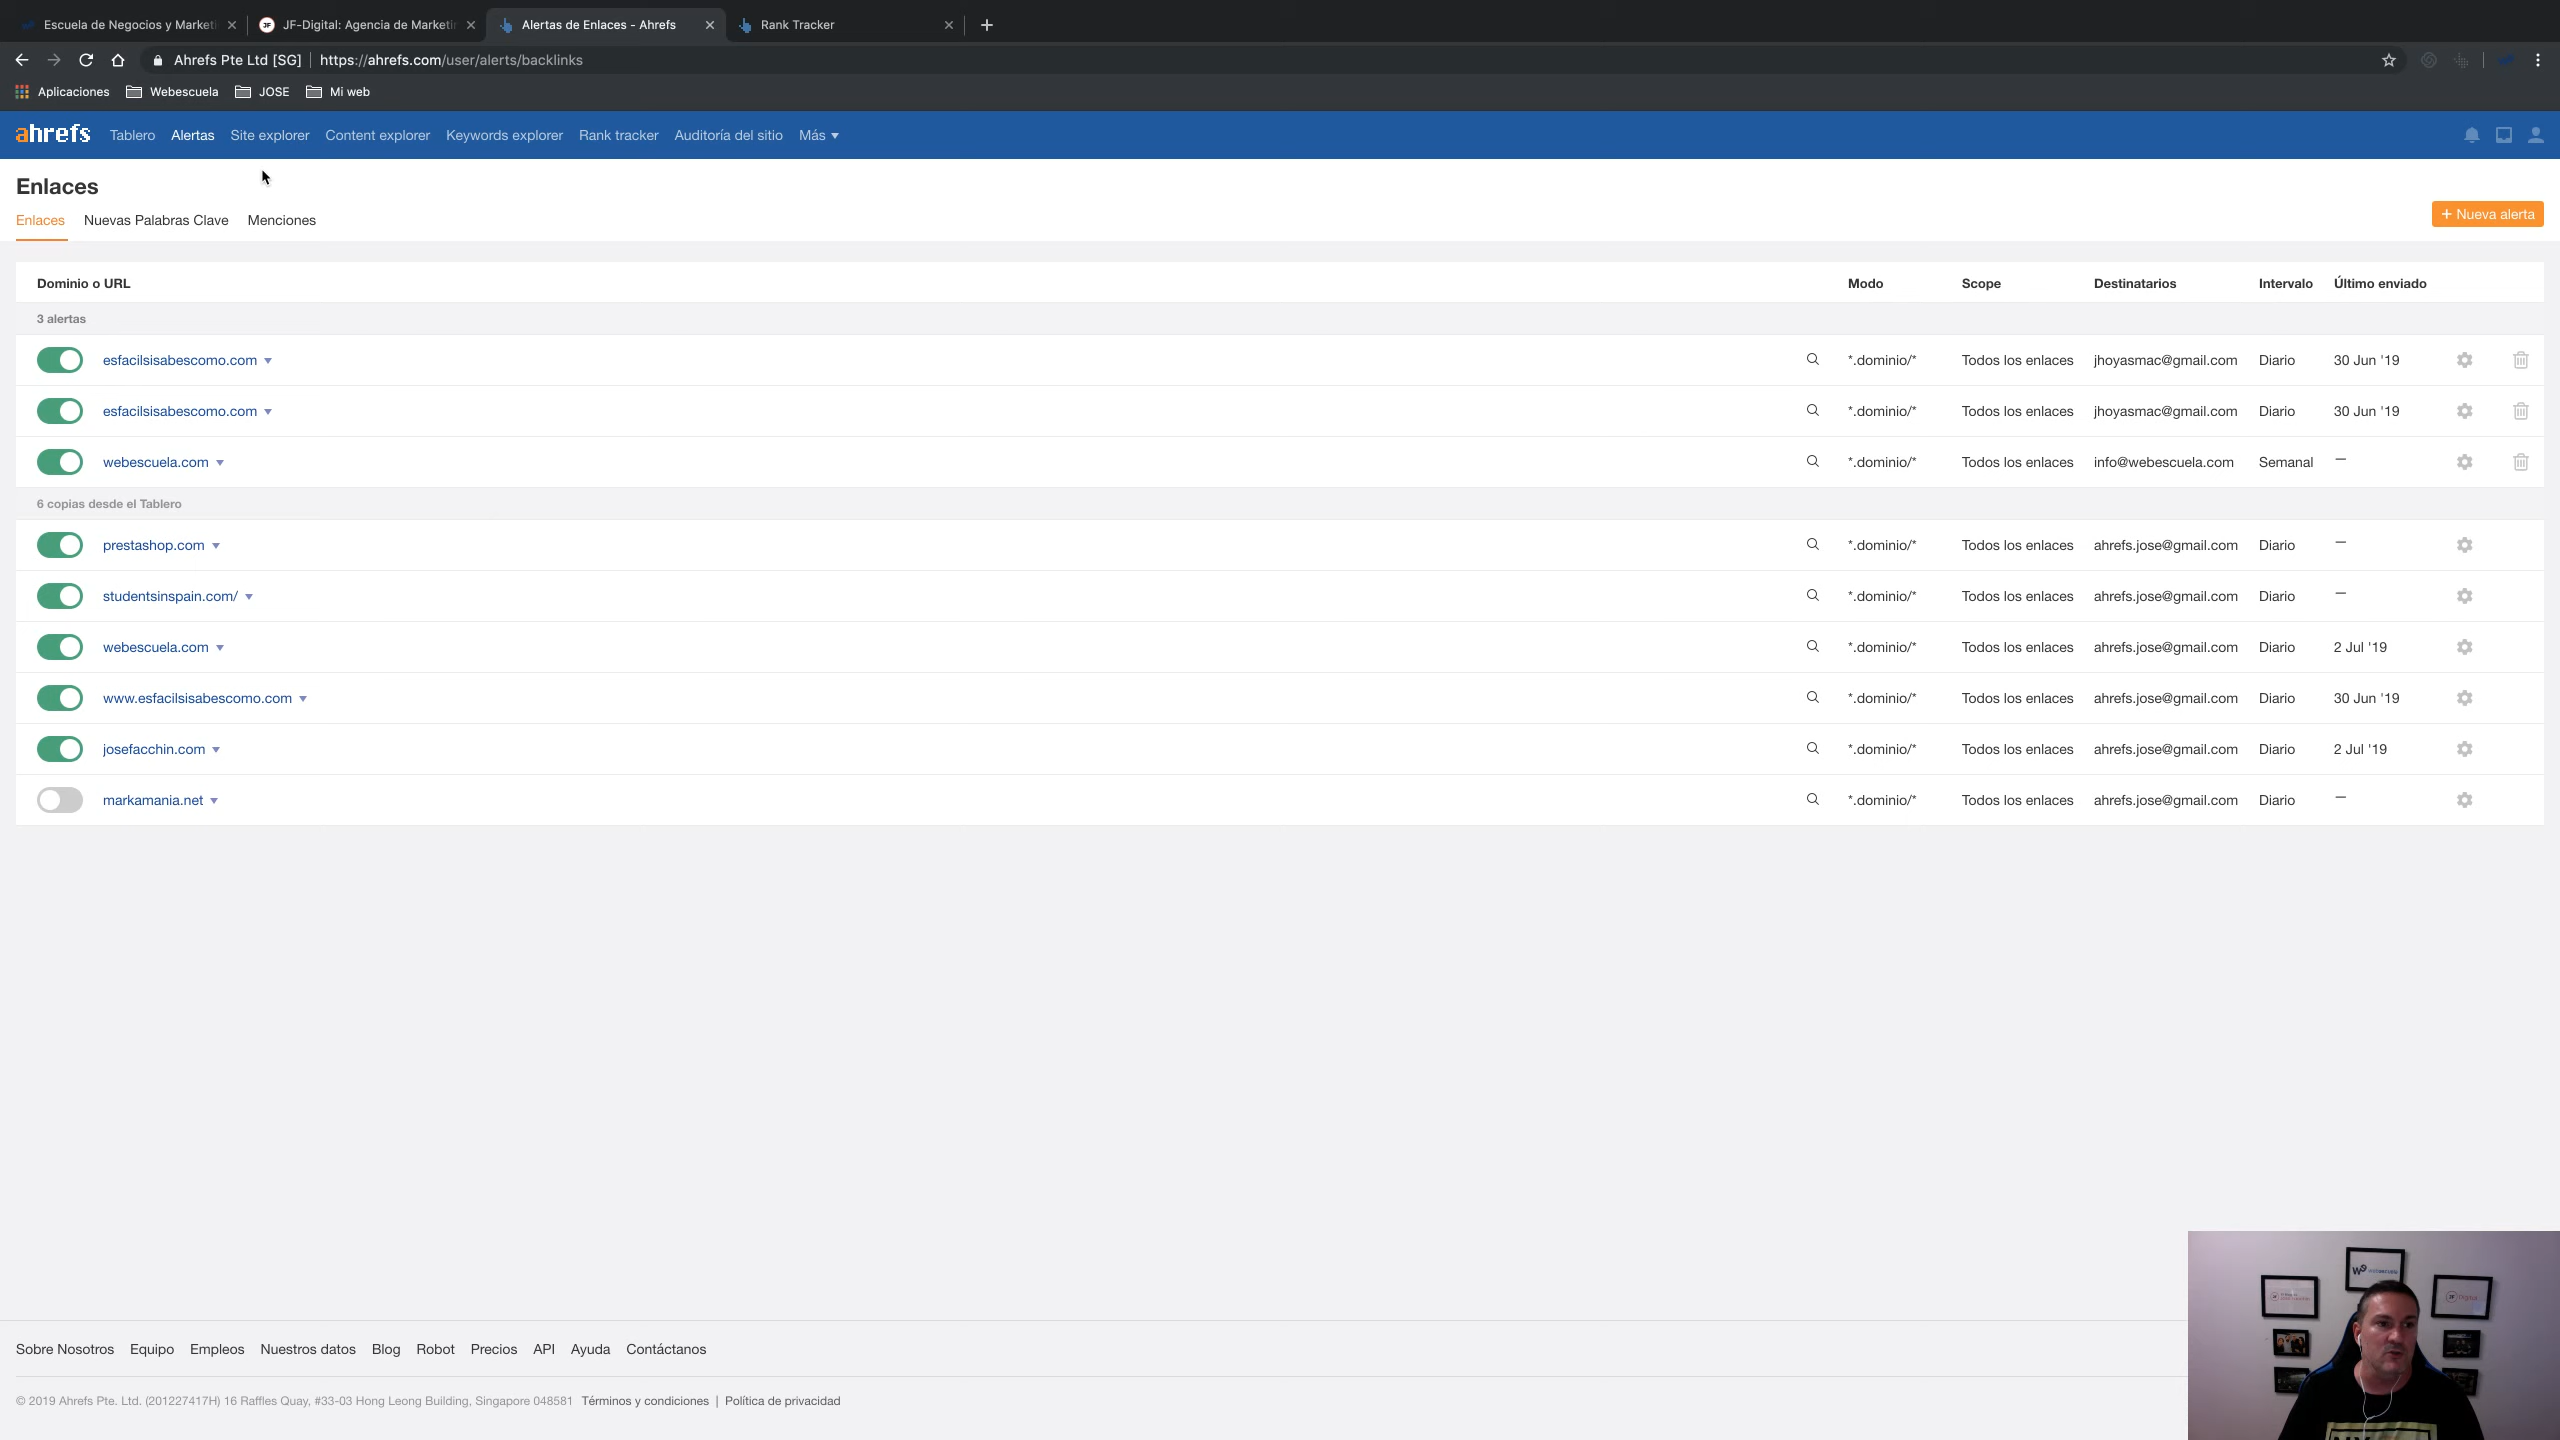 Escuela de Negocios y Marketi
JF JF-Digital: Agencia de Marketin
Alertas de Enlaces - Ahrefs
Rank Tracker
Ahrefs Pte Ltd [SG] https://ahrefs.com/user/alerts/backlinks
Aplicaciones Webescuela JOSE Mi web
ahrefs Tablero Alertas Site explorer Content explorer Keywords explorer Rank tracker Auditoría del sitio Más
Enlaces
Enlaces Nuevas Palabras Clave Menciones
+ Nueva alerta
Dominio o URL Modo Scope Destinatarios Intervalo Último enviado
3 alertas
esfacilsisabescomo.com *.dominio/* Todos los enlaces jhoyasmac@gmail.com Diario 30 Jun '19
esfacilsisabescomo.com *.dominio/* Todos los enlaces jhoyasmac@gmail.com Diario 30 Jun '19
webescuela.com *.dominio/* Todos los enlaces info@webescuela.com Semanal —
6 copias desde el Tablero
prestashop.com *.dominio/* Todos los enlaces ahrefs.jose@gmail.com Diario —
studentsinspain.com/ *.dominio/* Todos los enlaces ahrefs.jose@gmail.com Diario —
webescuela.com *.dominio/* Todos los enlaces ahrefs.jose@gmail.com Diario 2 Jul '19
www.esfacilsisabescomo.com *.dominio/* Todos los enlaces ahrefs.jose@gmail.com Diario 30 Jun '19
josefacchin.com *.dominio/* Todos los enlaces ahrefs.jose@gmail.com Diario 2 Jul '19
markamania.net *.dominio/* Todos los enlaces ahrefs.jose@gmail.com Diario —
Sobre Nosotros Equipo Empleos Nuestros datos Blog Robot Precios API Ayuda Contáctanos
© 2019 Ahrefs Pte. Ltd. (201227417H) 16 Raffles Quay, #33-03 Hong Leong Building, Singapore 048581 Términos y condiciones | Política de privacidad